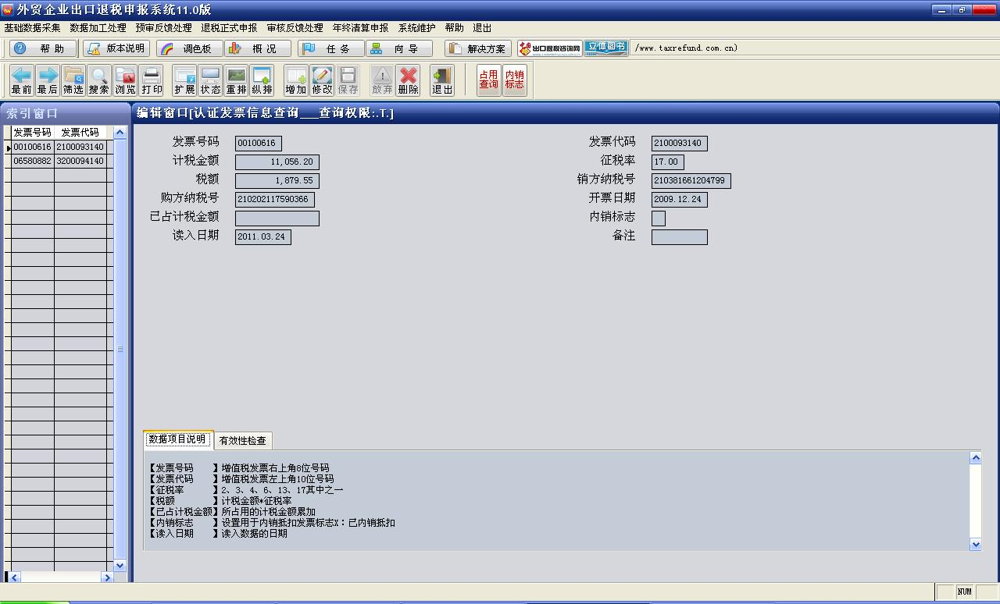 外贸企业出口退税申报系统11.0版
基础数据采集 数据加工处理 预审反馈处理 退税正式申报 审核反馈处理 年终清算申报 系统维护 帮助 退出
帮 助 版本说明 调色板 概 况 任 务 向 导 解决方案 出口退税咨询网 立信图书 /www.taxrefund.com.cn)
最前 最后 筛选 搜索 浏览 打印 扩展 状态 重排 纵排 增加 修改 保存 放弃 删除 退出 占用查询 内销标志
索引窗口
编辑窗口[认证发票信息查询___查询权限:.T.]
发票号码 发票代码
00100616 2100093140
06580882 3200094140
发票号码 00100616 发票代码 2100093140
计税金额 11,056.20 征税率 17.00
税额 1,879.55 销方纳税号 210381661204799
购方纳税号 210202117590366 开票日期 2009.12.24
已占计税金额 内销标志
读入日期 2011.03.24 备注
数据项目说明 有效性检查
【发票号码 】增值税发票右上角8位号码
【发票代码 】增值税发票左上角10位号码
【征税率 】2、3、4、6、13、17其中之一
【税额 】计税金额*征税率
【已占计税金额】所占用的计税金额累加
【内销标志 】设置用于内销抵扣发票标志X：已内销抵扣
【读入日期 】读入数据的日期
NUM